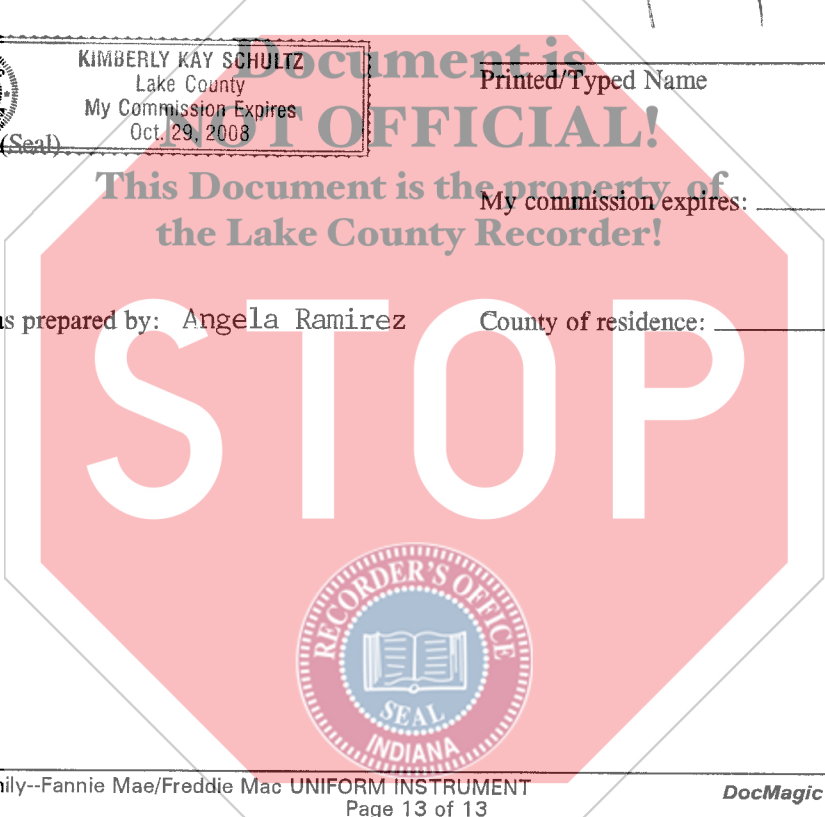 KIMBERLY KAY SCHULTZ
Lake County
My Commission Expires
Oct. 29, 2008
(Seal)
Document is
NOT OFFICIAL!
This Document is the property of
the Lake County Recorder!
Printed/Typed Name
My commission expires:
as prepared by: Angela Ramirez
County of residence:
STOP
RECORDER'S OFFICE
SEAL
INDIANA
ily--Fannie Mae/Freddie Mac UNIFORM INSTRUMENT
DocMagic
Page 13 of 13